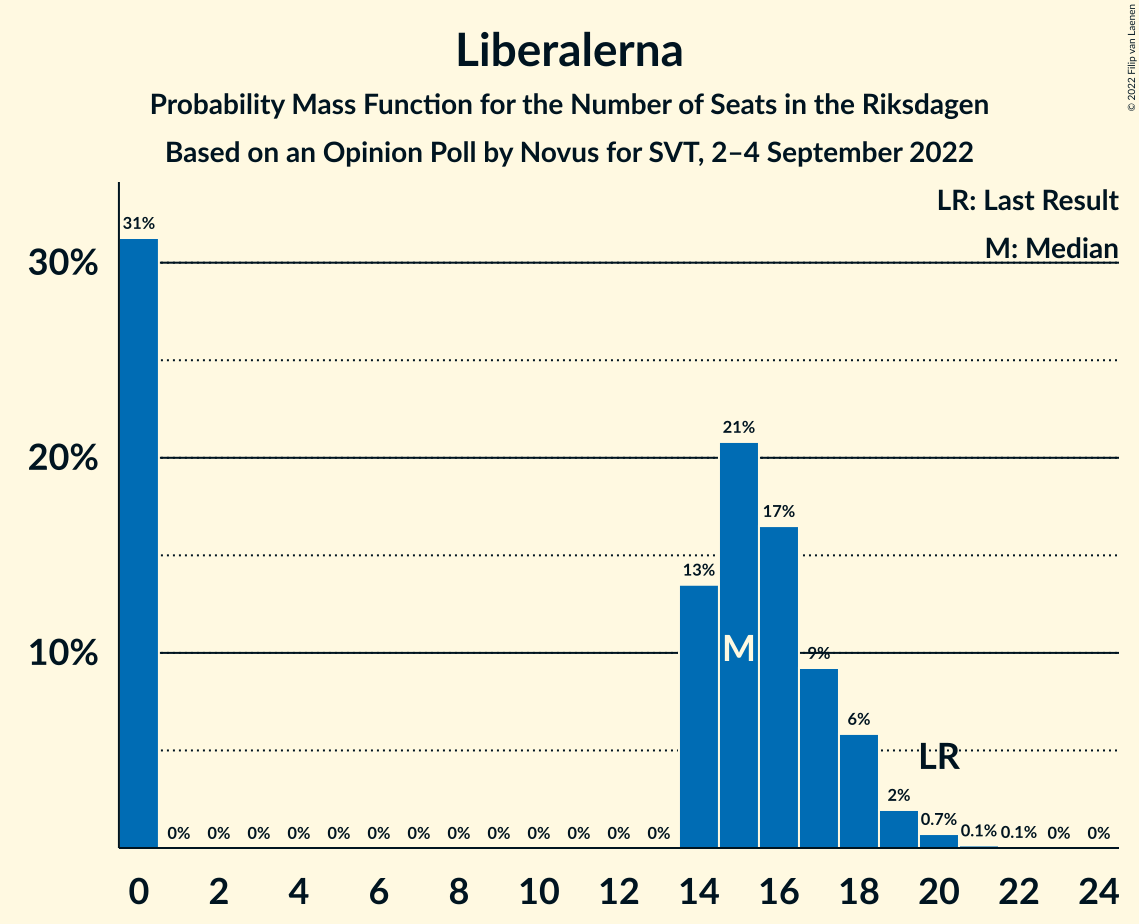 © 2022 Filip van Laenen
Liberalerna
Probability Mass Function for the Number of Seats in the Riksdagen
Based on an Opinion Poll by Novus for SVT, 2–4 September 2022
LR: Last Result
M: Median
31%
30%
21%
20%
17%
13%
10%
M
9%
6%
LR
2%
0.7%
0% 0% 0% 0% 0% 0% 0% 0% 0% 0% 0% 0% 0% 0.1% 0.1% 0% 0%
0 2 4 6 8 10 12 14 16 18 20 22 24